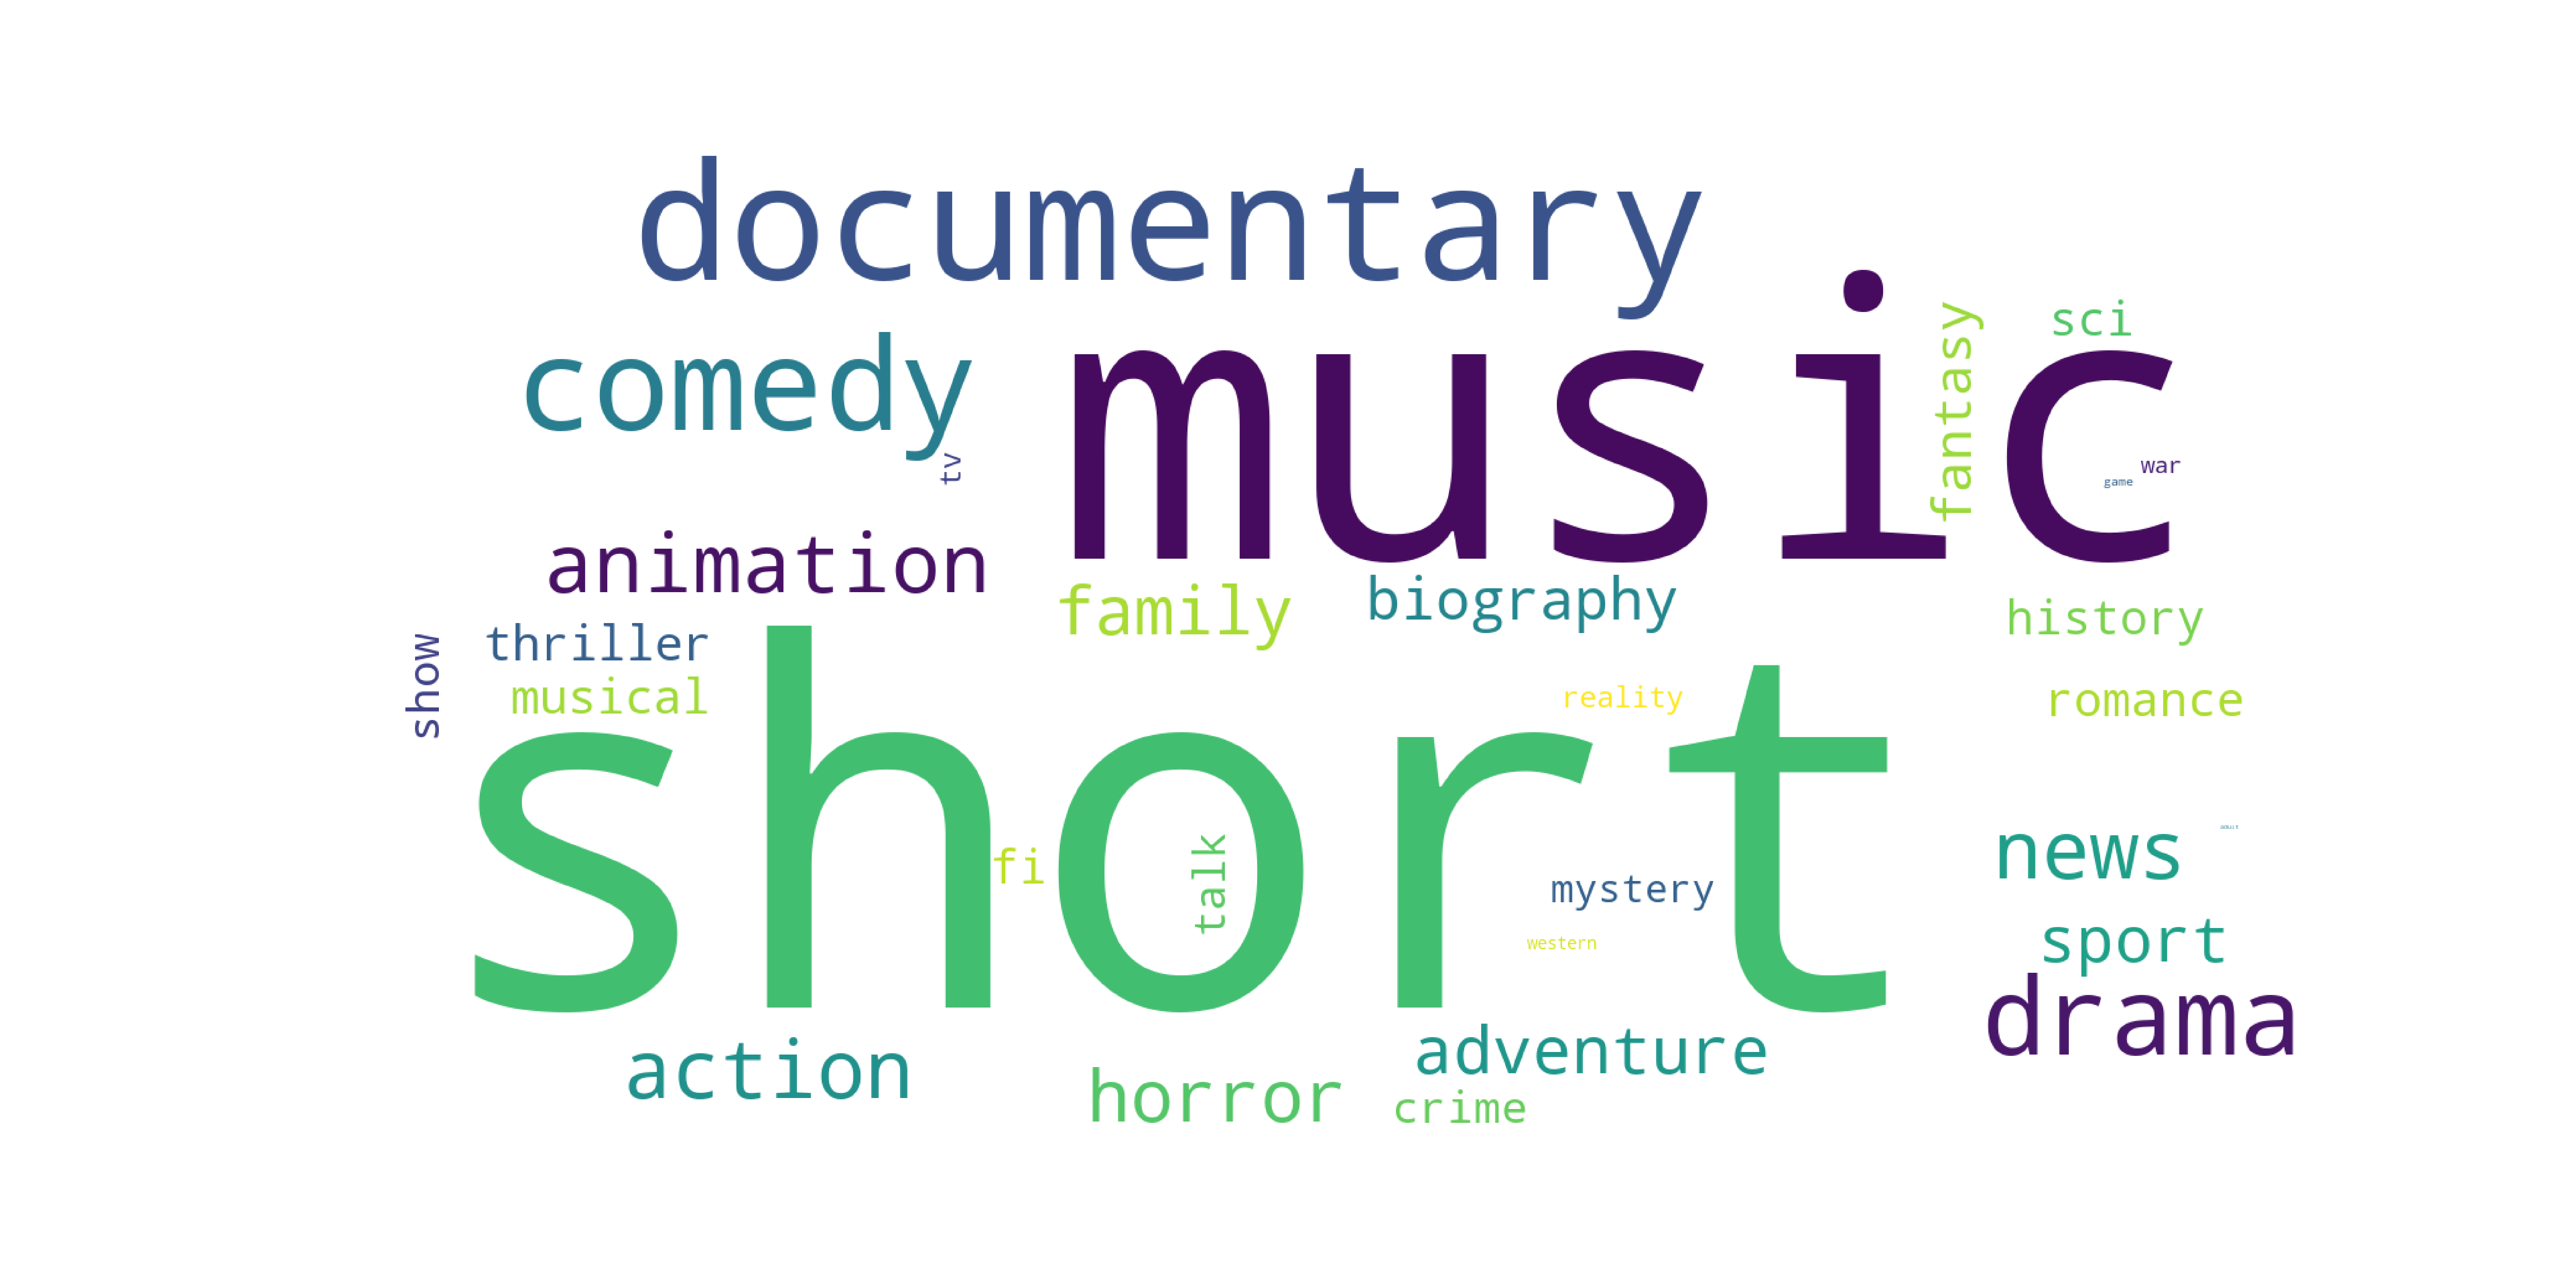 documentary
music
comedy
fantasy
sci
tv
war
game
animation
family
biography
history
thriller
show
musical
reality
romance
short
fi
talk
mystery
western
news
adult
sport
drama
action
adventure
horror
crime